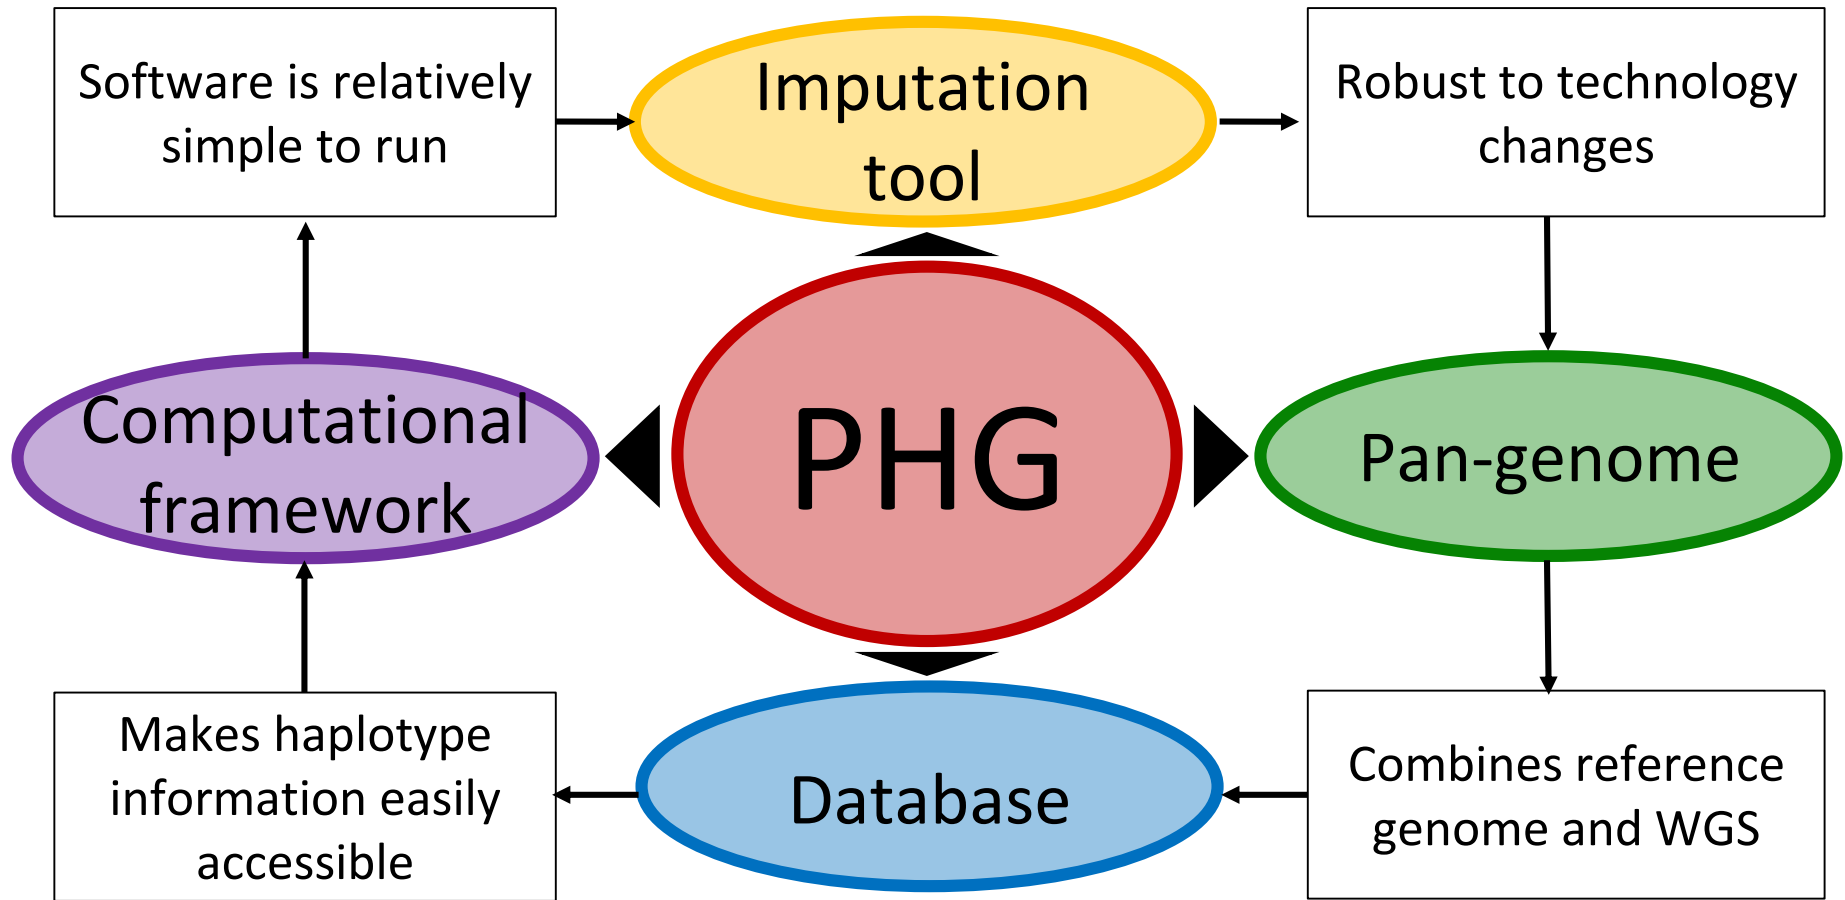 Software is relatively
simple to run
Imputation
tool
Robust to technology
changes
Computational
framework
PHG
Pan-genome
Makes haplotype
information easily
accessible
Database
Combines reference
genome and WGS